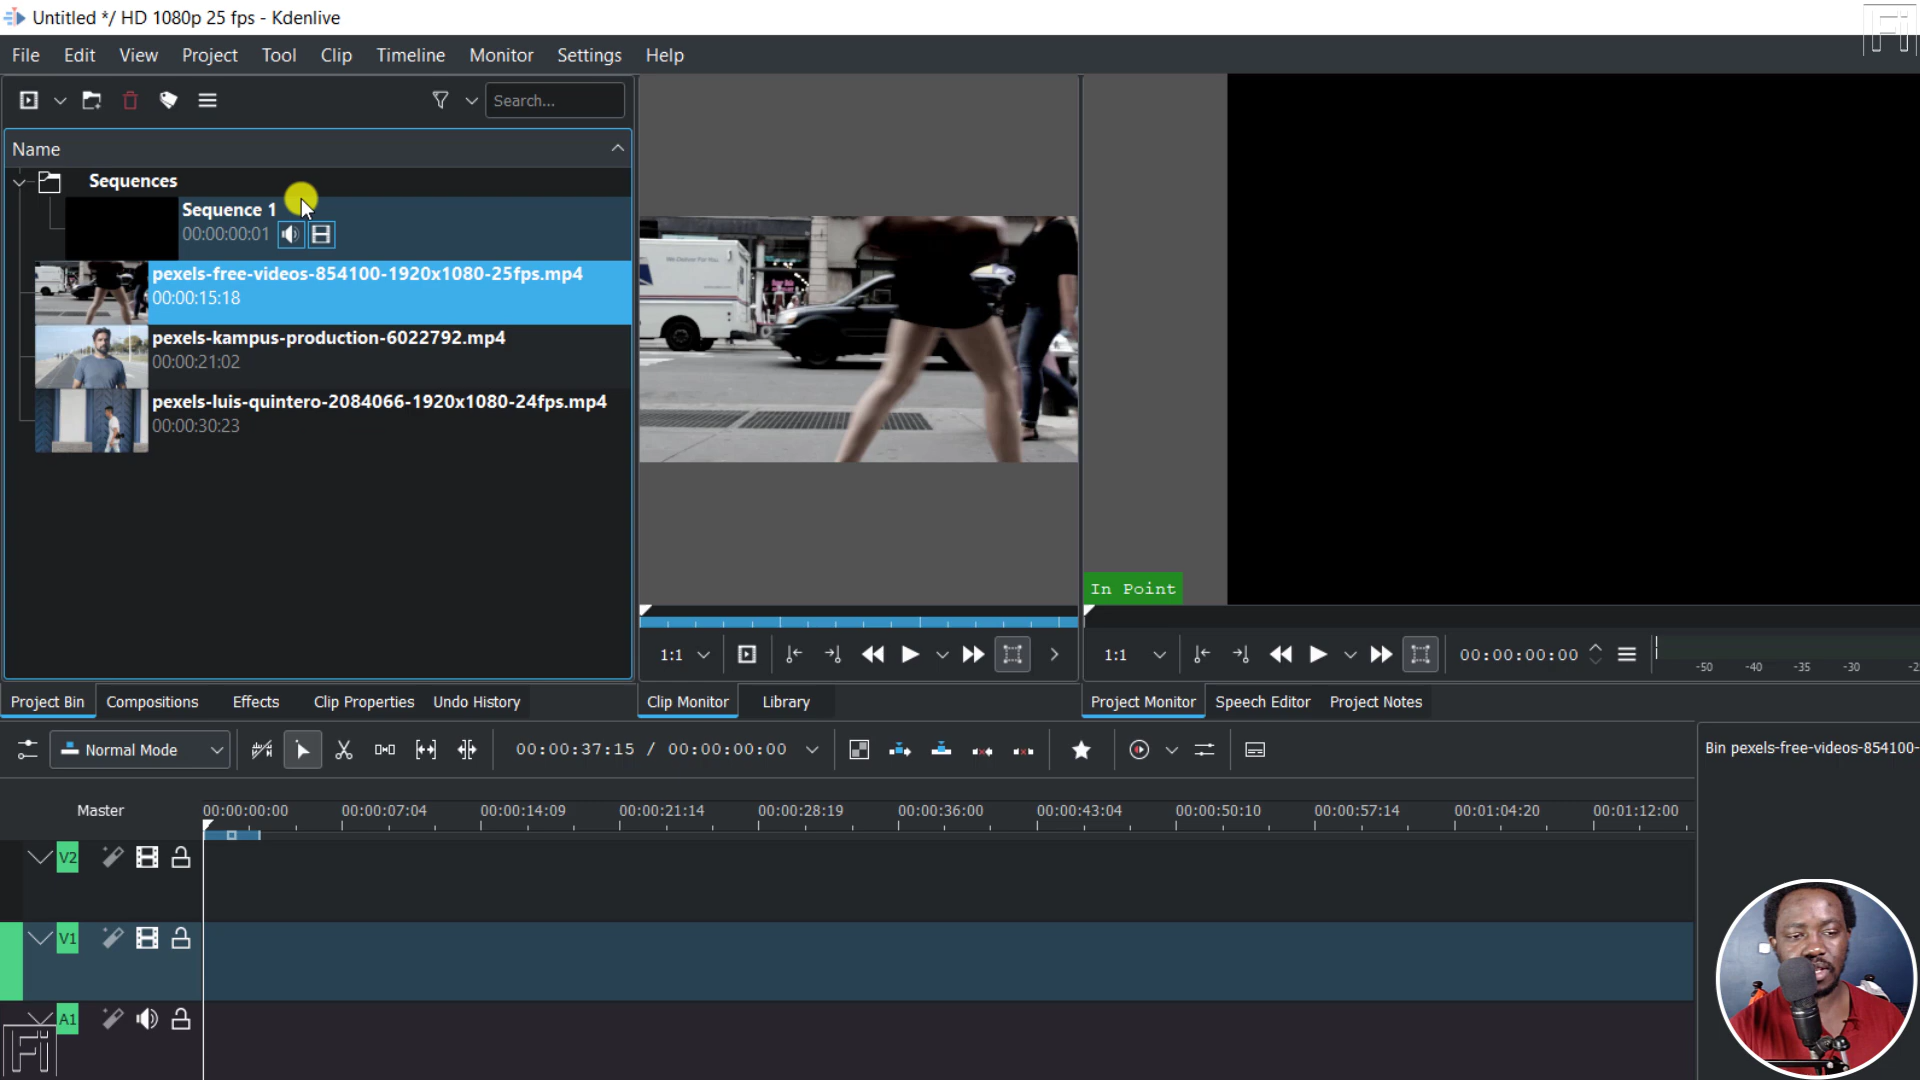 Untitled */ HD 1080p 25 fps - Kdenlive
File Edit View Project Tool Clip Timeline Monitor Settings Help
Search...
Name
Sequences
Sequence 1
00:00:00:01
pexels-free-videos-854100-1920x1080-25fps.mp4
00:00:15:18
pexels-kampus-production-6022792.mp4
00:00:21:02
pexels-luis-quintero-2084066-1920x1080-24fps.mp4
00:00:30:23
In Point
1:1
1:1 00:00:00:00
-50 -40 -35 -30
Project Bin Compositions Effects Clip Properties Undo History
Clip Monitor Library
Project Monitor Speech Editor Project Notes
Normal Mode 00:00:37:15 / 00:00:00:00
Bin pexels-free-videos-854100-
Master 00:00:00:00 00:00:07:04 00:00:14:09 00:00:21:14 00:00:28:19 00:00:36:00 00:00:43:04 00:00:50:10 00:00:57:14 00:01:04:20 00:01:12:00
V2
V1
A1
Fi
Fi